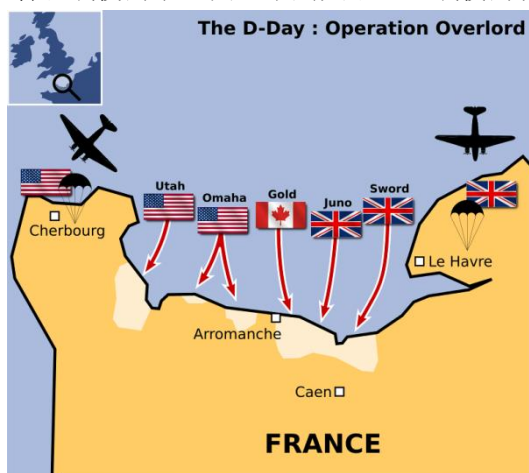 The D-Day : Operation Overlord
Utah
Omaha
Gold
Juno
Sword
Cherbourg
Le Havre
Arromanche
Caen
FRANCE